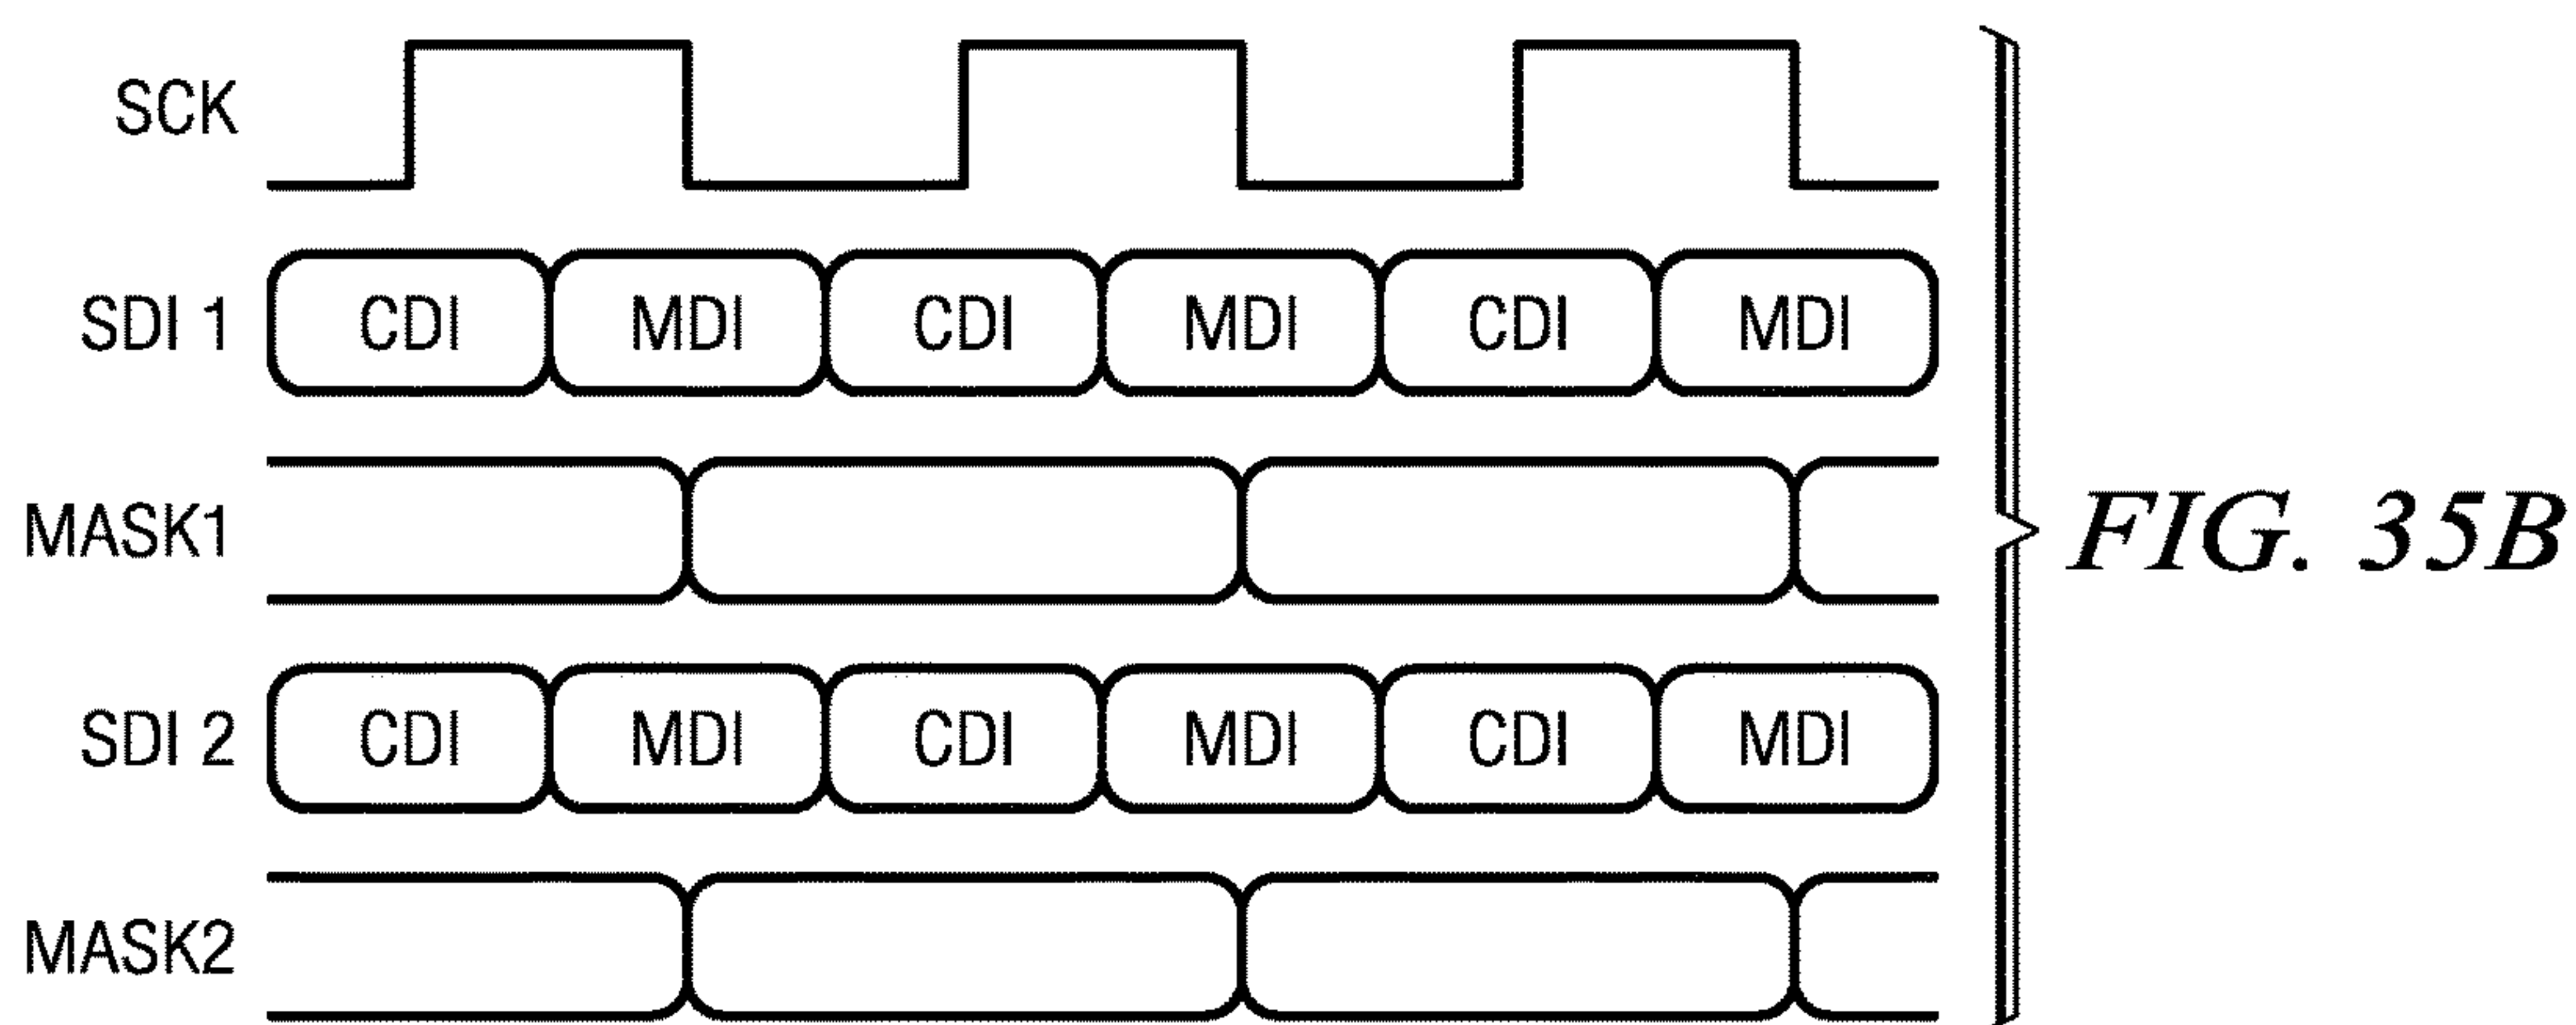 SCK
SDI 1 CDI MDI CDI MDI CDI MDI
MASK1
SDI 2 CDI MDI CDI MDI CDI MDI
MASK2
FIG. 35B